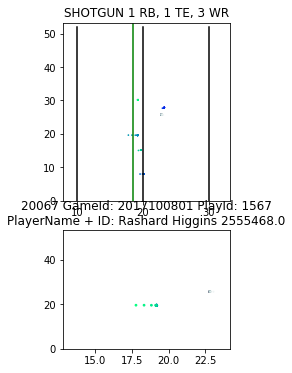 SHOTGUN 1 RB, 1 TE, 3 WR
50
40
30
20
10
0
10 20 30
20067 GameId: 2017100801 PlayId: 1567
PlayerName + ID: Rashard Higgins 2555468.0
40
20
0
15.0 17.5 20.0 22.5